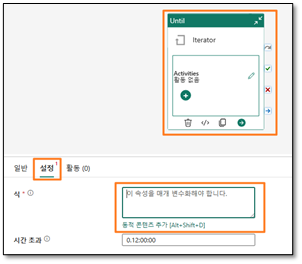 Until
Iterator
Activities
활동 없음
일반 설정 1 활동 (0)
식 * 이 속성을 매개 변수화해야 합니다.
동적 콘텐츠 추가 [Alt+Shift+D]
시간 초과 0.12:00:00